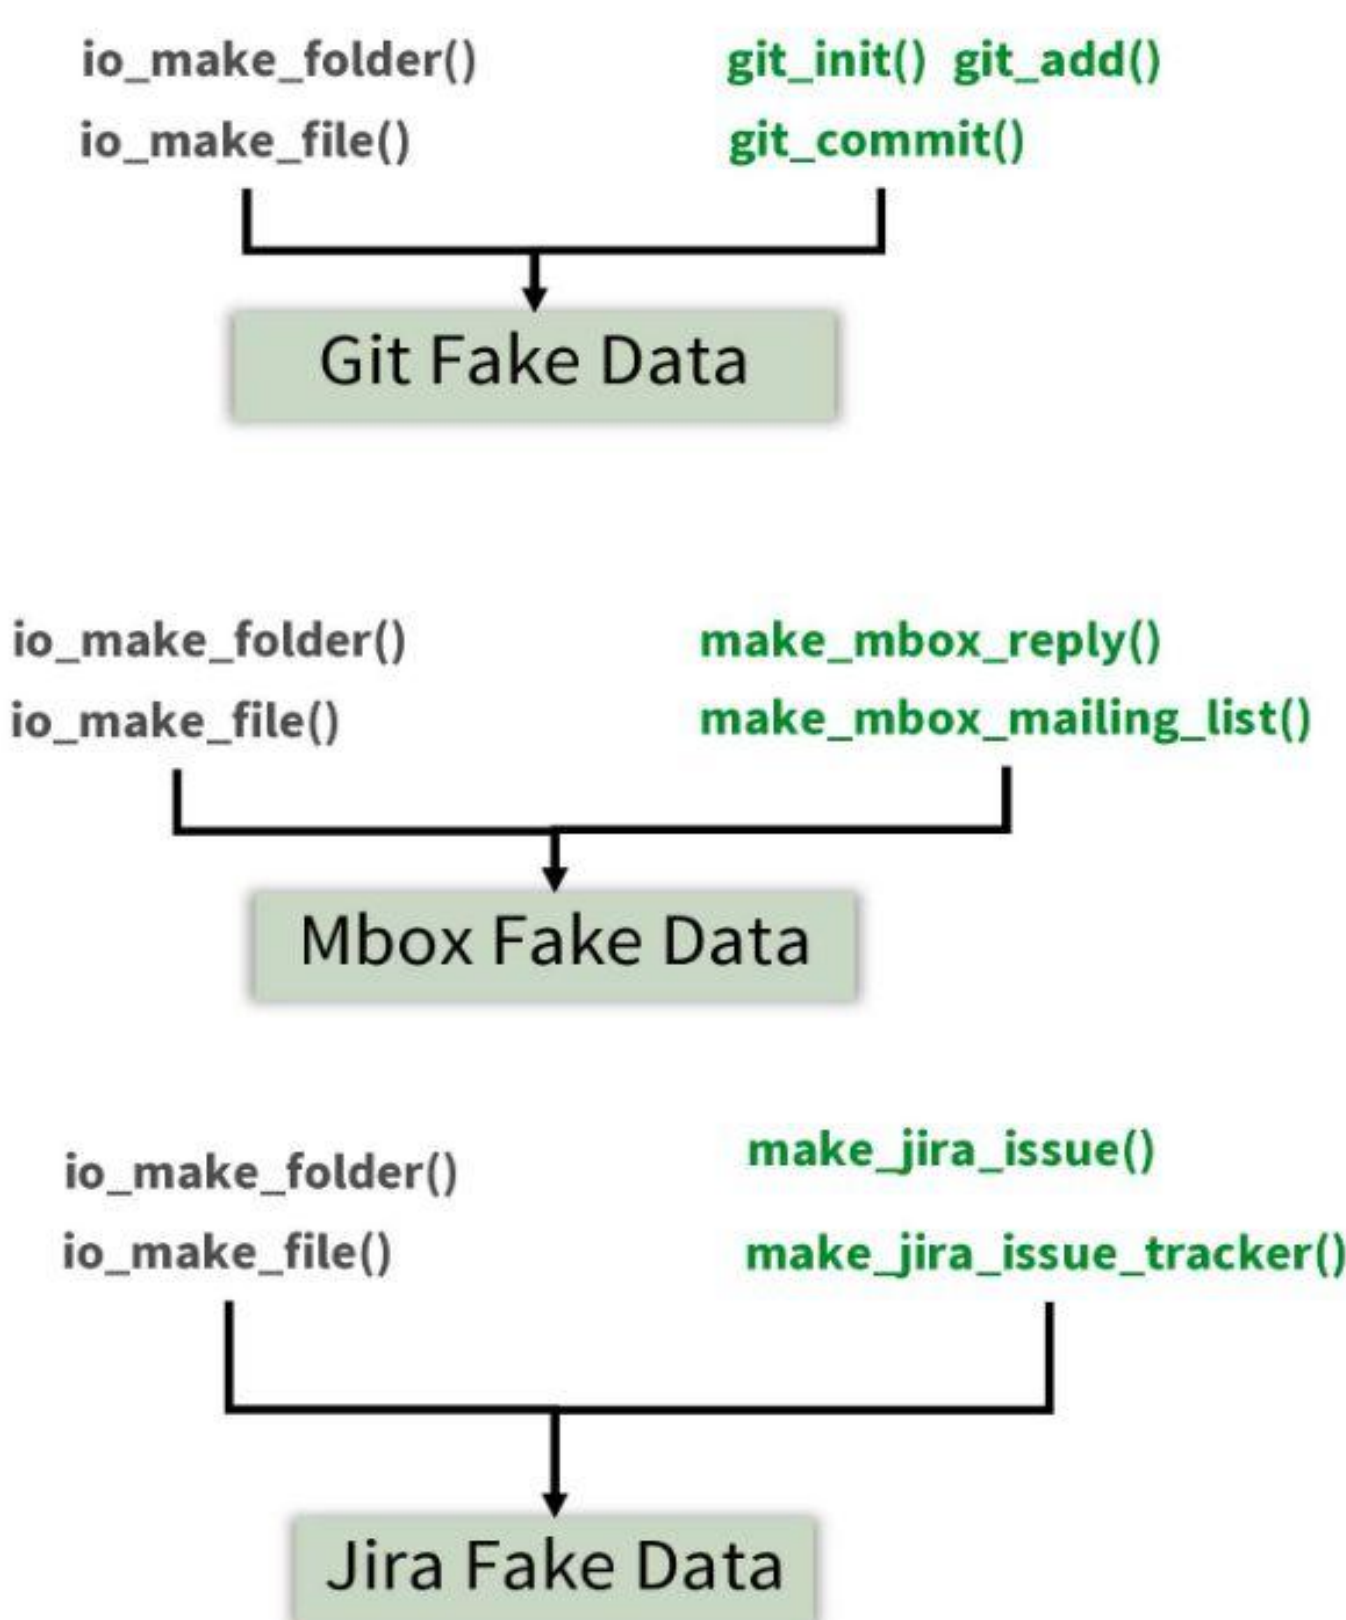 io_make_folder()
io_make_file()
git_init() git_add()
git_commit()
Git Fake Data
io_make_folder()
io_make_file()
make_mbox_reply()
make_mbox_mailing_list()
Mbox Fake Data
io_make_folder()
io_make_file()
make_jira_issue()
make_jira_issue_tracker()
Jira Fake Data